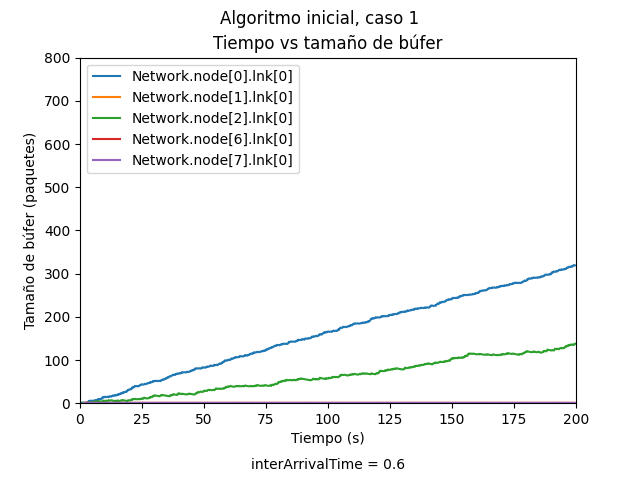 Algoritmo inicial, caso 1
Tiempo vs tamaño de búfer
Network.node[0].lnk[0]
Network.node[1].lnk[0]
Network.node[2].lnk[0]
Network.node[6].lnk[0]
Network.node[7].lnk[0]
Tamaño de búfer (paquetes)
800
700
600
500
400
300
200
100
0
0 25 50 75 100 125 150 175 200
Tiempo (s)
interArrivalTime = 0.6